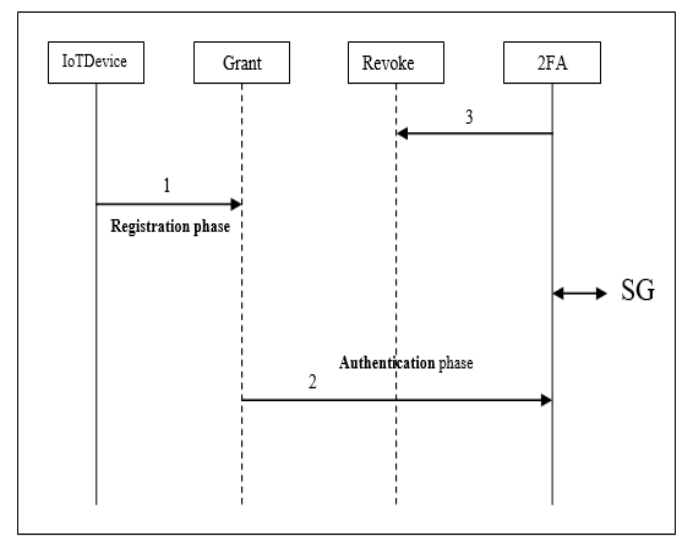 IoTDevice
Grant
Revoke
2FA
3
1
Registration phase
SG
Authentication phase
2